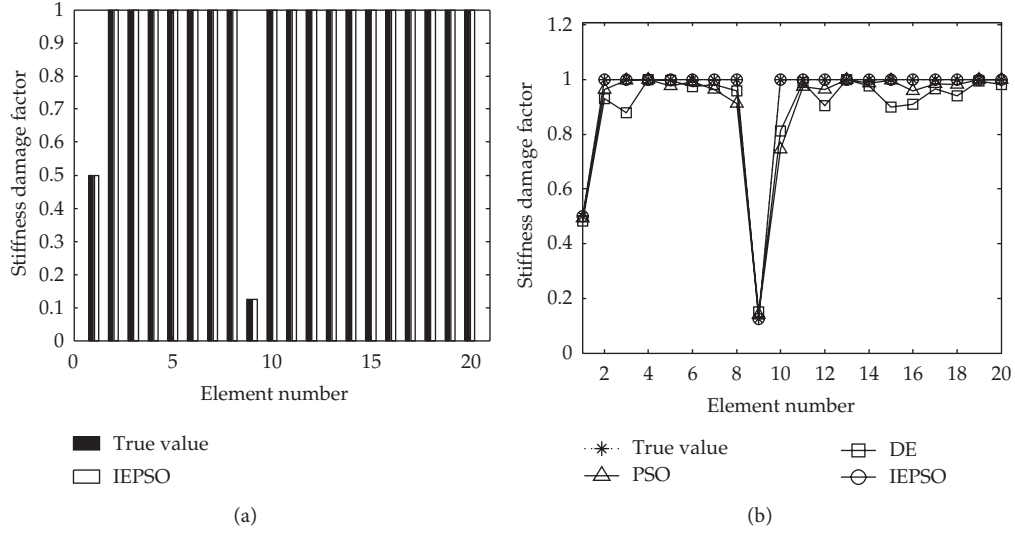 1
0.9
0.8
0.7
0.6
0.5
0.4
0.3
0.2
0.1
0
Stiffness damage factor
0 5 10 15 20
Element number
True value
IEPSO
(a)
1.2
1
0.8
0.6
0.4
0.2
0
Stiffness damage factor
2 4 6 8 10 12 14 16 18 20
Element number
True value
PSO
DE
IEPSO
(b)